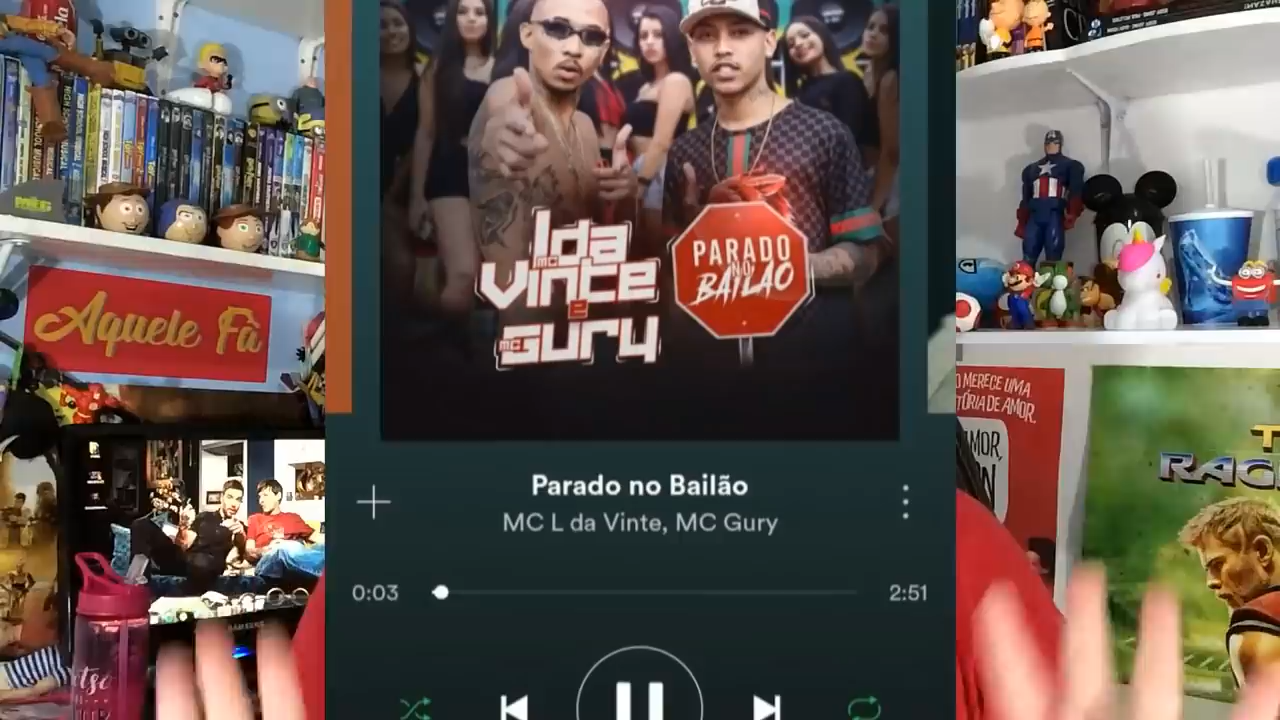 Aquele Fã
lda
MC
vinte
e
MC
Gury
PARADO
NO
BAILÃO
Parado no Bailão
MC L da Vinte, MC Gury
0:03
2:51
O MERECE UMA
TÓRIA DE AMOR.
AMOR,
ON
T
RAG